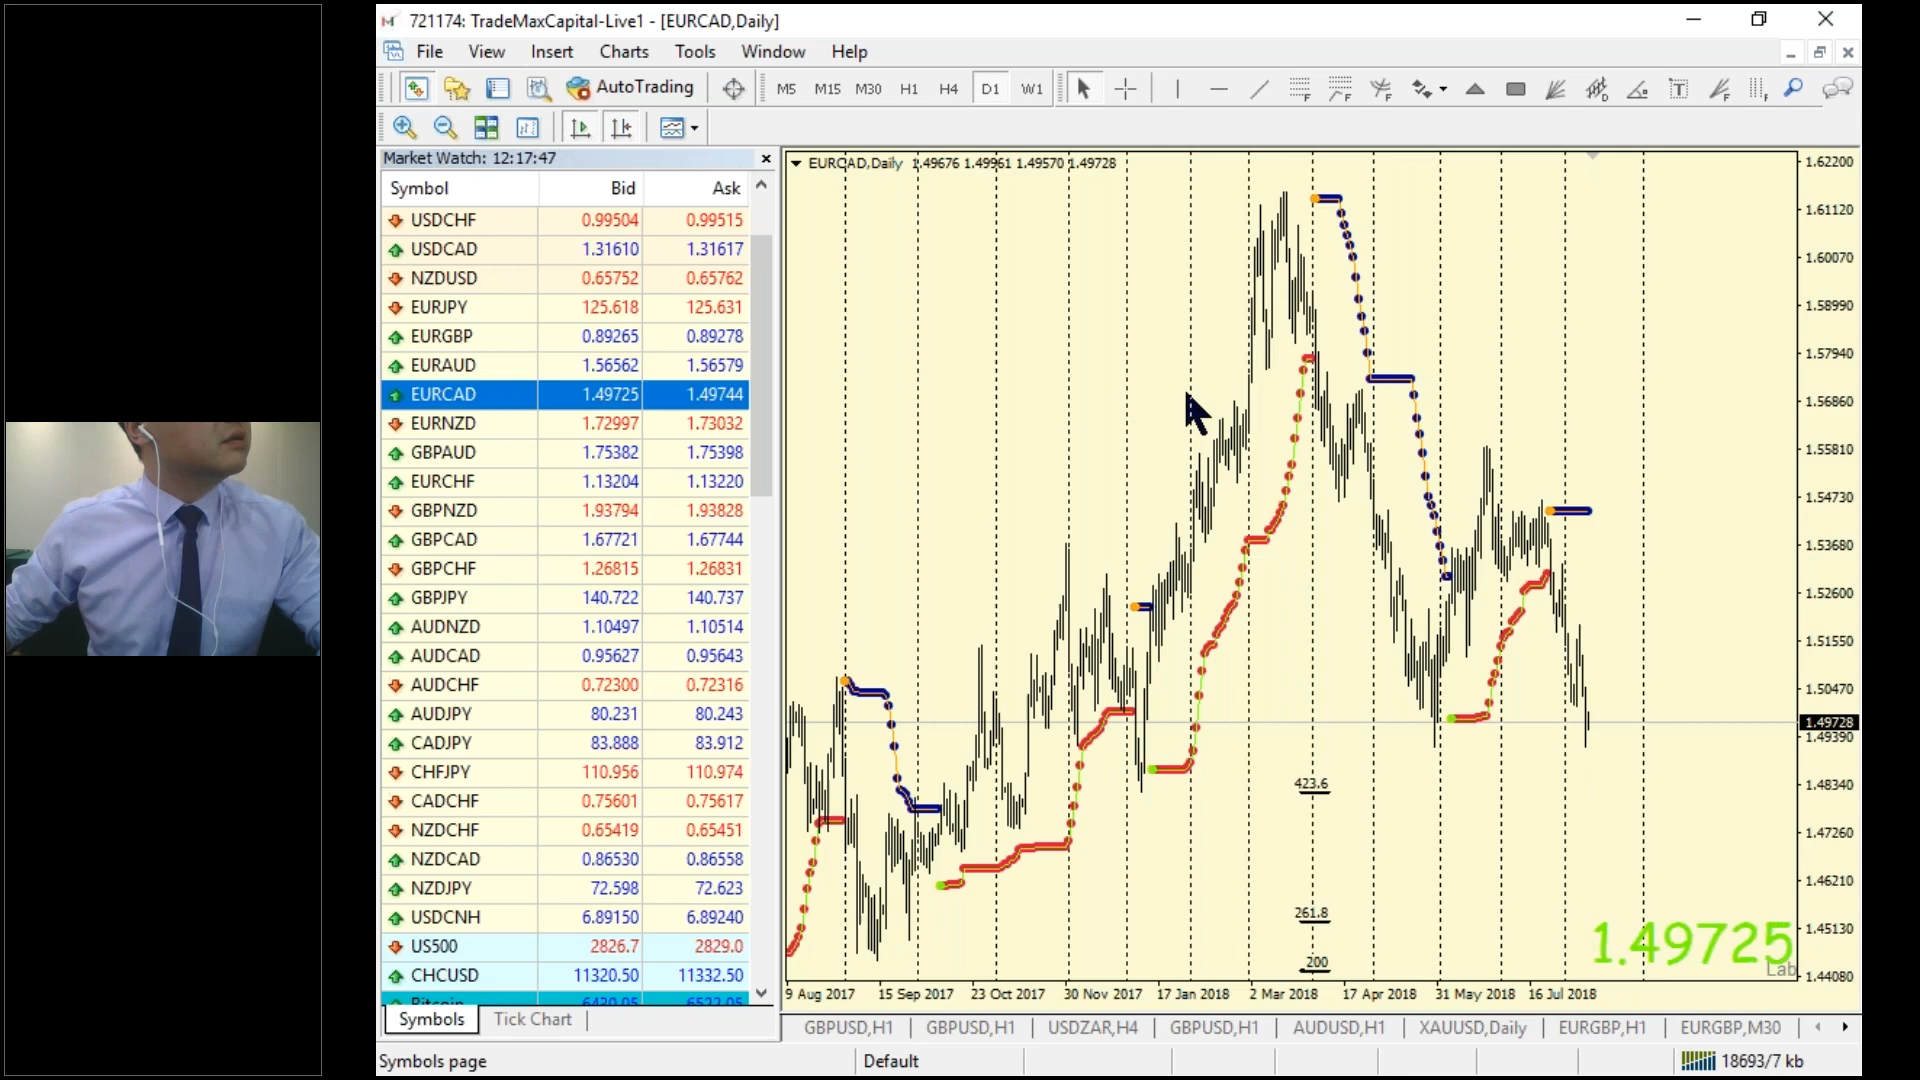 721174: TradeMaxCapital-Live1 - [EURCAD,Daily]
File View Insert Charts Tools Window Help
AutoTrading M5 M15 M30 H1 H4 D1 W1
Market Watch: 12:17:47
Symbol Bid Ask
USDCHF 0.99504 0.99515
USDCAD 1.31610 1.31617
NZDUSD 0.65752 0.65762
EURJPY 125.618 125.631
EURGBP 0.89265 0.89278
EURAUD 1.56562 1.56579
EURCAD 1.49725 1.49744
EURNZD 1.72997 1.73032
GBPAUD 1.75382 1.75398
EURCHF 1.13204 1.13220
GBPNZD 1.93794 1.93828
GBPCAD 1.67721 1.67744
GBPCHF 1.26815 1.26831
GBPJPY 140.722 140.737
AUDNZD 1.10497 1.10514
AUDCAD 0.95627 0.95643
AUDCHF 0.72300 0.72316
AUDJPY 80.231 80.243
CADJPY 83.888 83.912
CHFJPY 110.956 110.974
CADCHF 0.75601 0.75617
NZDCHF 0.65419 0.65451
NZDCAD 0.86530 0.86558
NZDJPY 72.598 72.623
USDCNH 6.89150 6.89240
US500 2826.7 2829.0
CHCUSD 11320.50 11332.50
Symbols Tick Chart
EURCAD,Daily 1.49676 1.49961 1.49570 1.49728
1.62200
1.61120
1.60070
1.58990
1.57940
1.56860
1.55810
1.54730
1.53680
1.52600
1.51550
1.50470
1.49728
1.49390
1.48340
1.47260
1.46210
1.45130
1.44080
423.6
261.8
200
1.49725
Lab
9 Aug 2017 15 Sep 2017 23 Oct 2017 30 Nov 2017 17 Jan 2018 2 Mar 2018 17 Apr 2018 31 May 2018 16 Jul 2018
GBPUSD,H1 GBPUSD,H1 USDZAR,H4 GBPUSD,H1 AUDUSD,H1 XAUUSD,Daily EURGBP,H1 EURGBP,M30
Symbols page Default 18693/7 kb